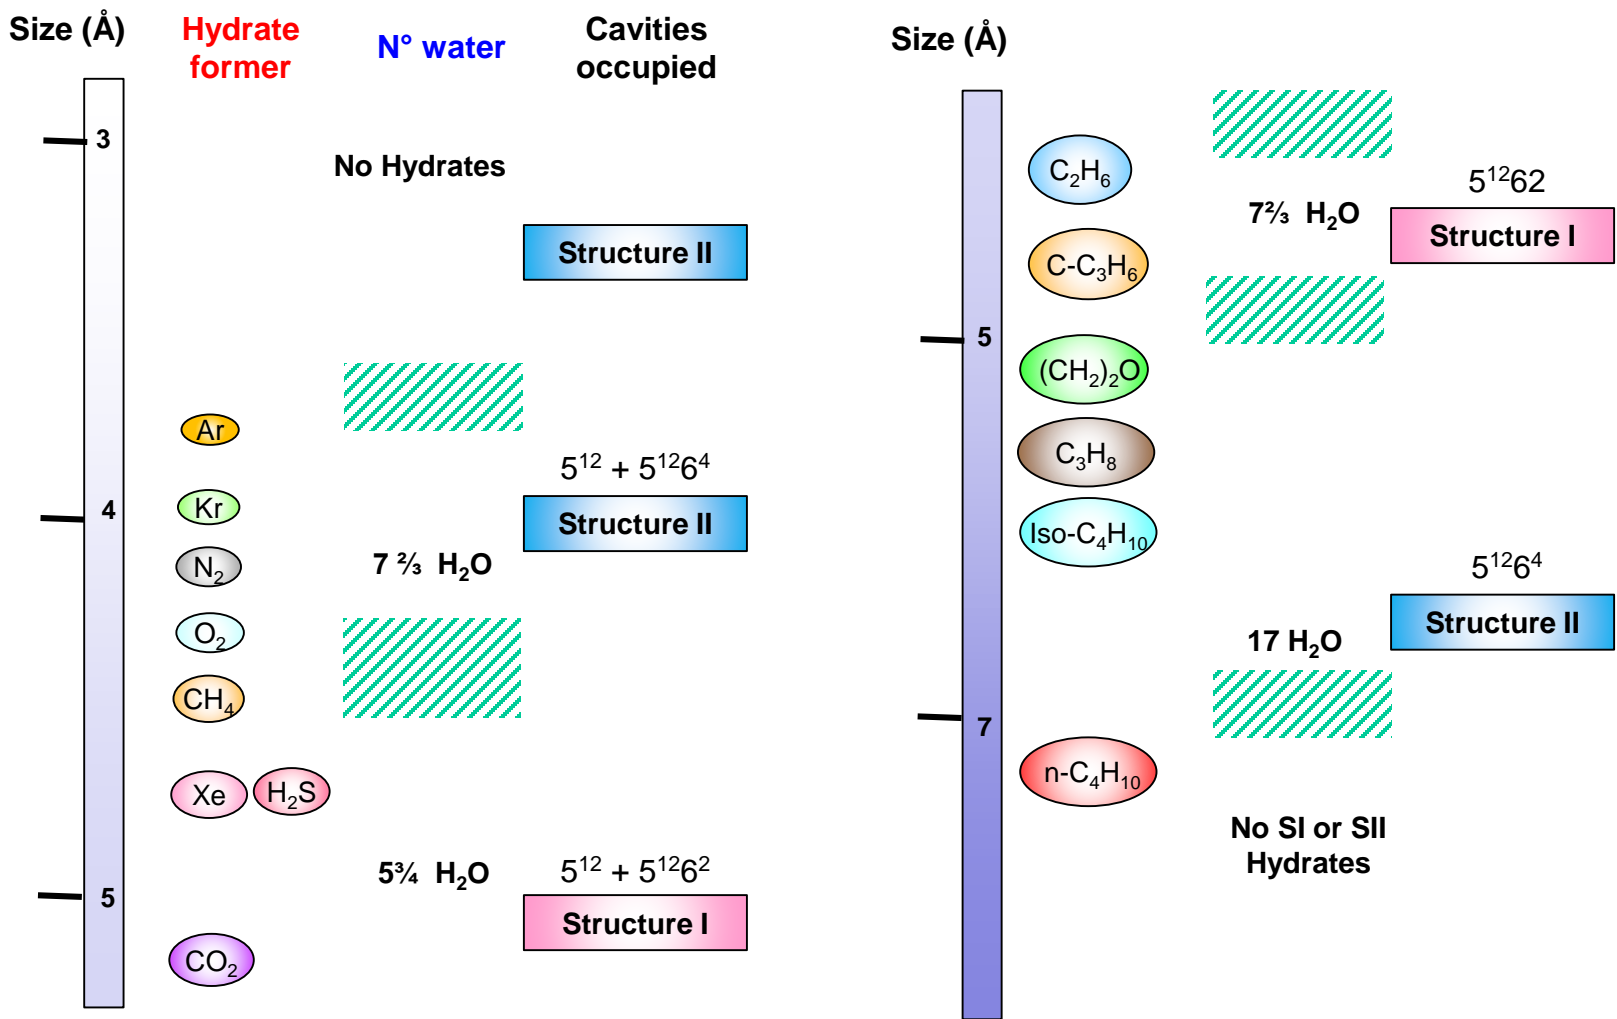 Size (Å)
Hydrate
former
N° water
Cavities
occupied
3
No Hydrates
Structure II
Ar
5¹² + 5¹²6⁴
Kr
4
Structure II
N₂
7 ⅔ H₂O
O₂
CH₄
Xe
H₂S
5¾ H₂O
5¹² + 5¹²6²
5
Structure I
CO₂
Size (Å)
C₂H₆
5¹²62
7⅔ H₂O
Structure I
C-C₃H₆
5
(CH₂)₂O
C₃H₈
Iso-C₄H₁₀
5¹²6⁴
Structure II
17 H₂O
7
n-C₄H₁₀
No SI or SII
Hydrates